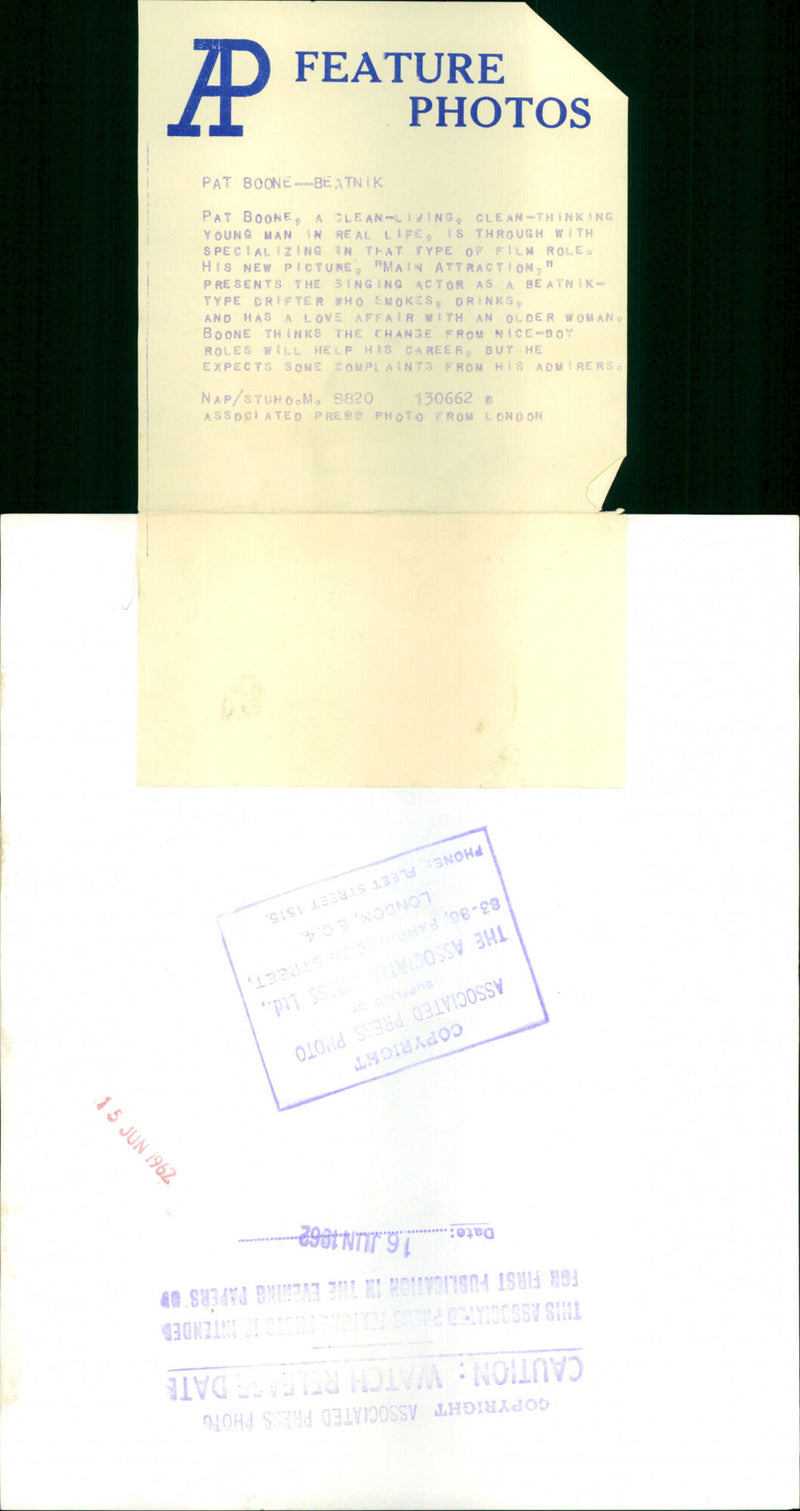 AP FEATURE
PHOTOS
PAT BOONE--BEATNIK
PAT BOONE, A CLEAN-LIVING, CLEAN-THINKING
YOUNG MAN IN REAL LIFE, IS THROUGH WITH
SPECIALIZING IN THAT TYPE OF FILM ROLE.
HIS NEW PICTURE, "MAIN ATTRACTION,"
PRESENTS THE SINGING ACTOR AS A BEATNIK-
TYPE DRIFTER WHO SMOKES, DRINKS,
AND HAS A LOVE AFFAIR WITH AN OLDER WOMAN.
BOONE THINKS THE CHANGE FROM NICE-BOY
ROLES WILL HELP HIS CAREER, BUT HE
EXPECTS SOME COMPLAINTS FROM HIS ADMIRERS.
NAP/STUHO.M. S820 130662
ASSOCIATED PRESS PHOTO FROM LONDON
COPYRIGHT
ASSOCIATED PRESS PHOTO
SUPPLIED BY
THE ASSOCIATED PRESS Ltd.,
83-86, FARRINGDON STREET,
LONDON, E.C.4.
PHONE: FLEET STREET 1515.
15 JUN 1962
COPYRIGHT ASSOCIATED PRESS PHOTO
CAUTION: WATCH RELEASE DATE
THIS ASSOCIATED PRESS FEATURE PHOTO IS INTENDED
FOR FIRST PUBLICATION IN THE EVENING PAPERS OF
Date: 16 JUN 1962